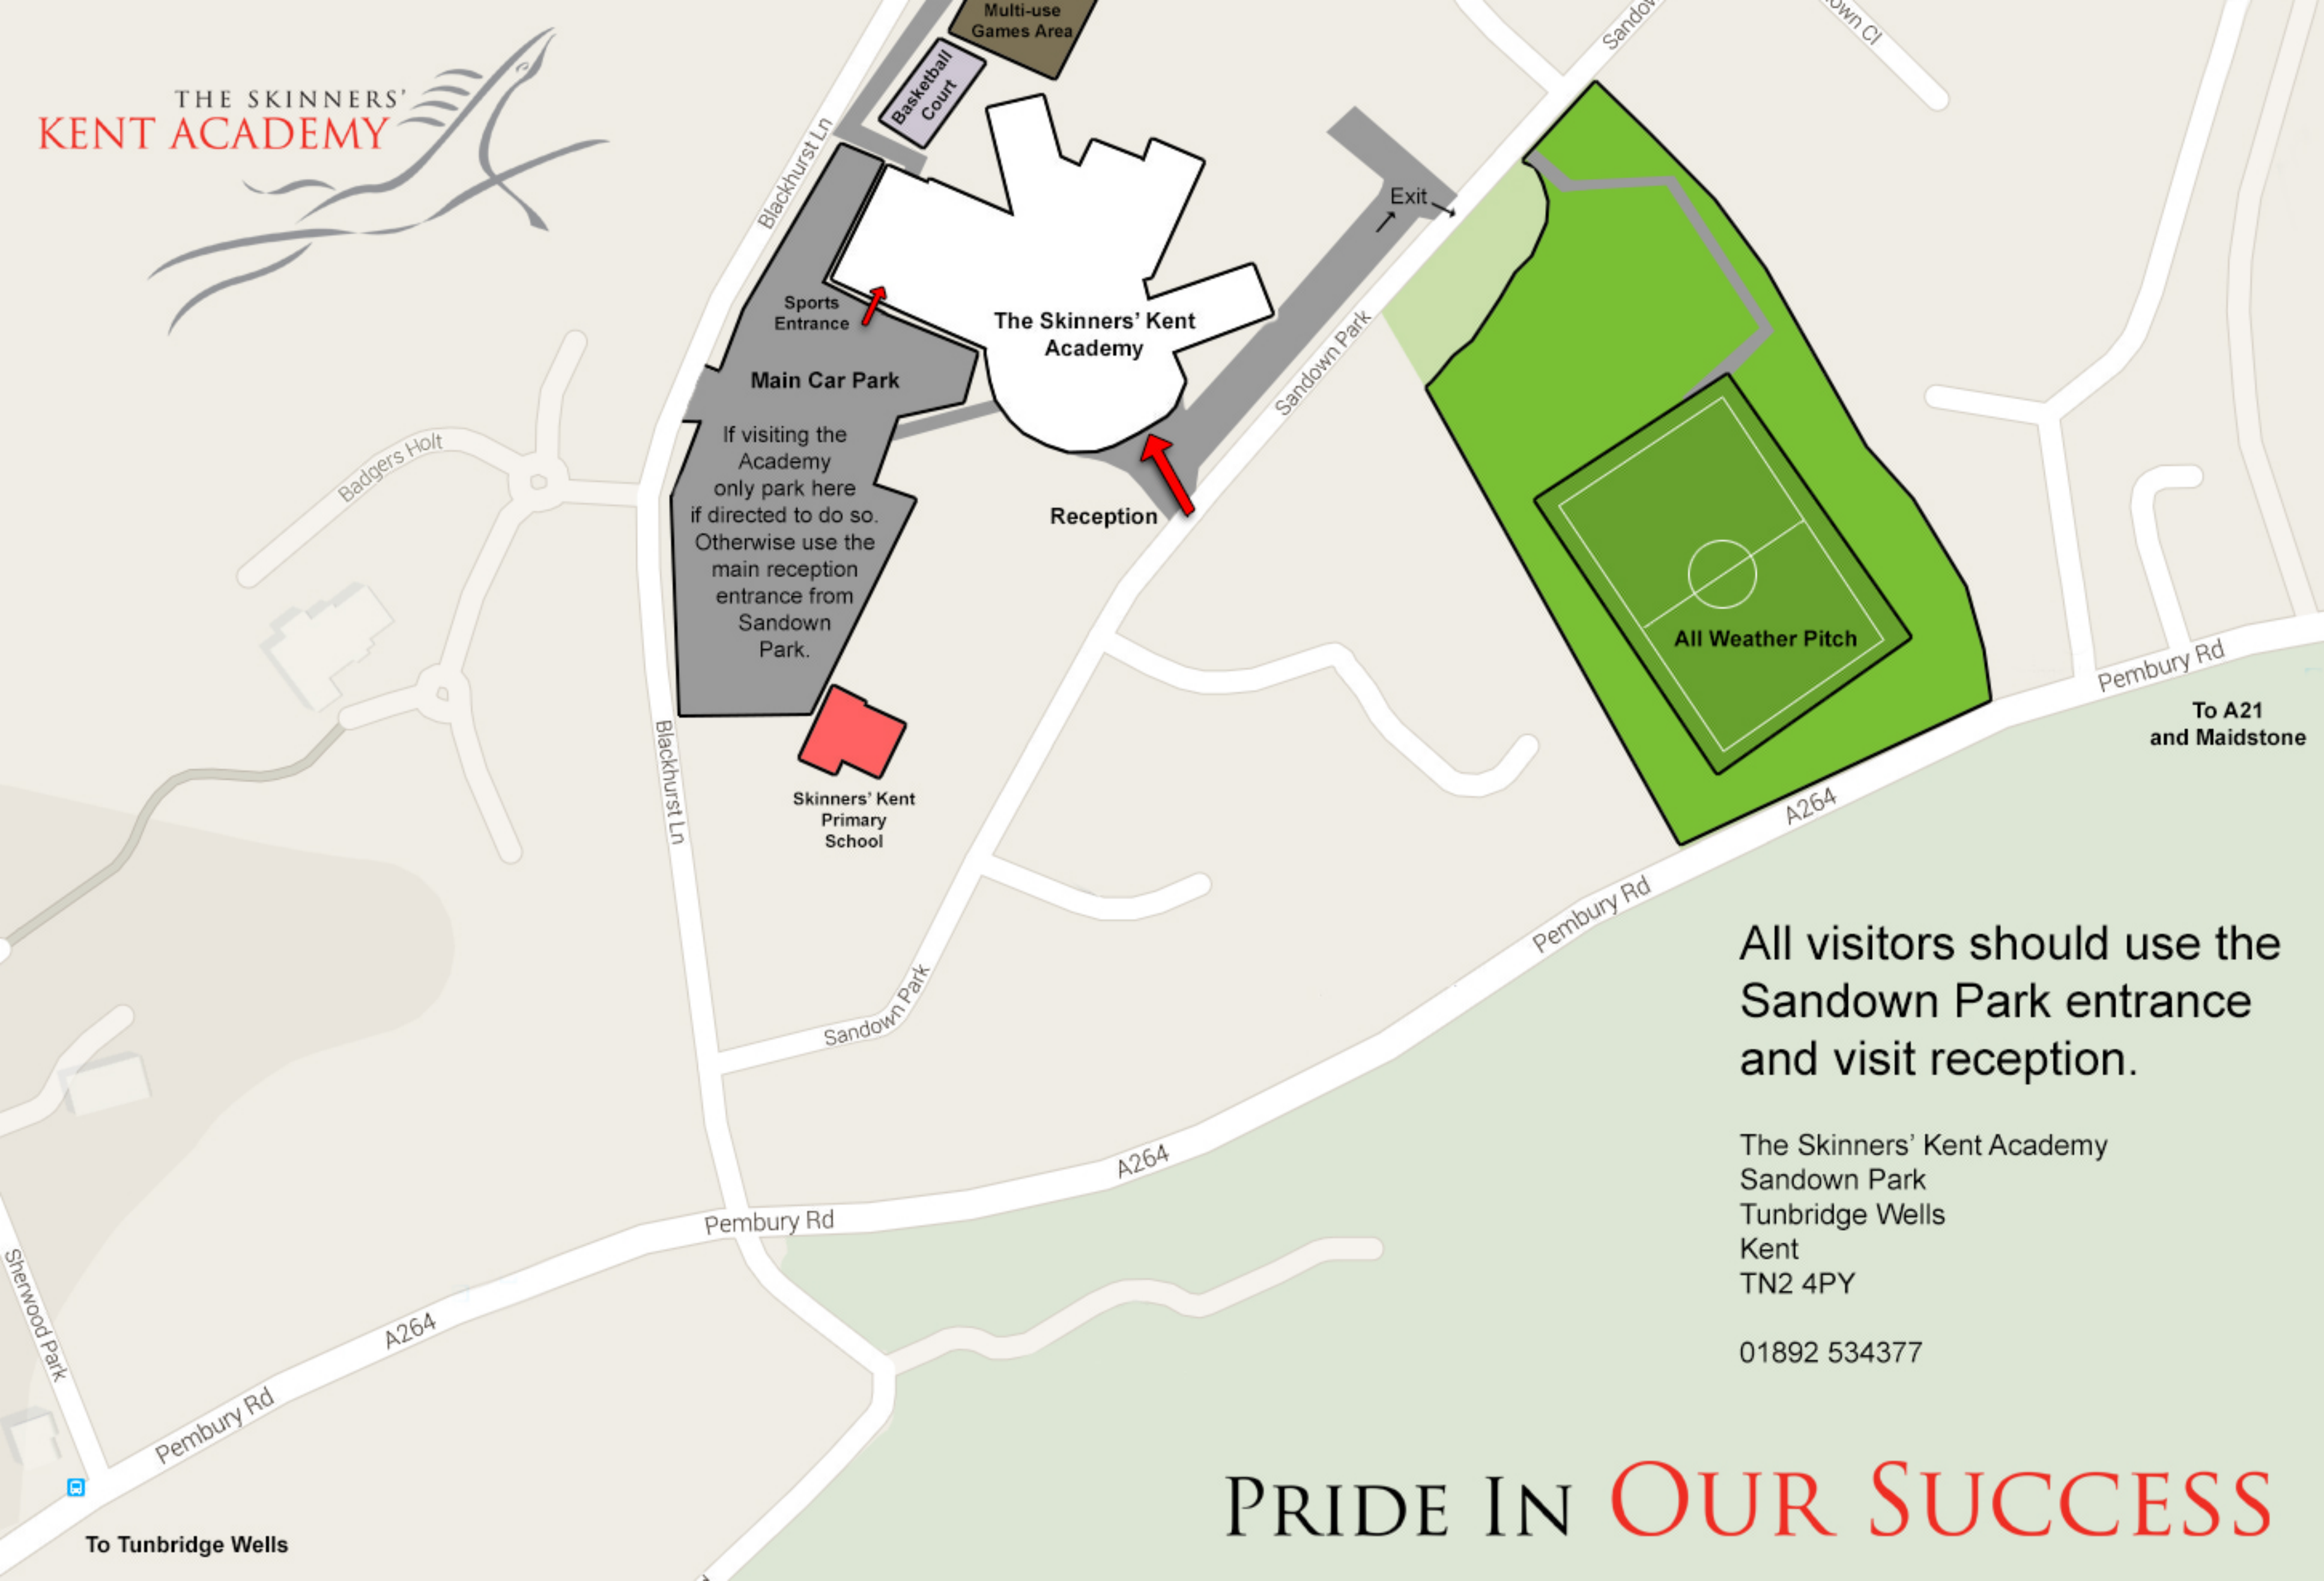 Multi-use
Games Area
Basketball
Court
THE SKINNERS'
KENT ACADEMY
Blackhurst Ln
Exit
Sports
Entrance
The Skinners' Kent
Academy
Sandown Park
Main Car Park
If visiting the
Academy
only park here
if directed to do so.
Otherwise use the
main reception
entrance from
Sandown
Park.
Badgers Holt
Reception
All Weather Pitch
Pembury Rd
To A21
and Maidstone
Blackhurst Ln
Skinners' Kent
Primary
School
A264
Pembury Rd
Sandown Park
All visitors should use the
Sandown Park entrance
and visit reception.
A264
Pembury Rd
The Skinners' Kent Academy
Sandown Park
Tunbridge Wells
Kent
TN2 4PY
01892 534377
Sherwood Park
A264
Pembury Rd
To Tunbridge Wells
PRIDE IN OUR SUCCESS